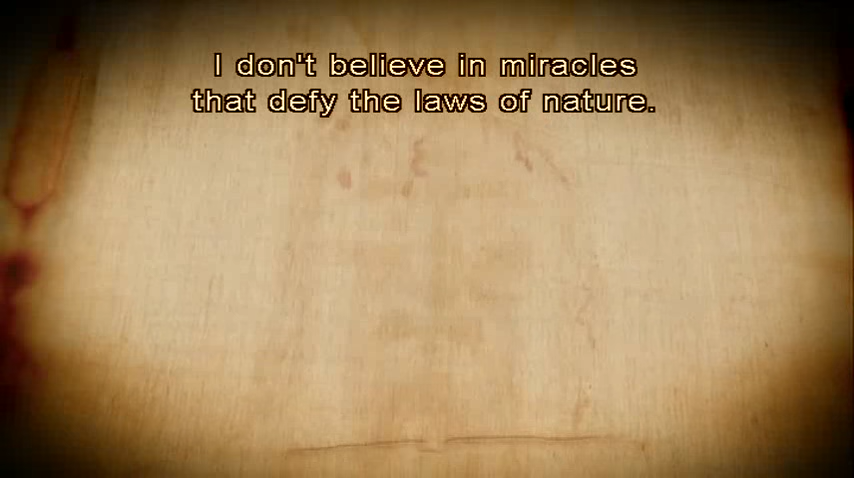 I don't believe in miracles
that defy the laws of nature.